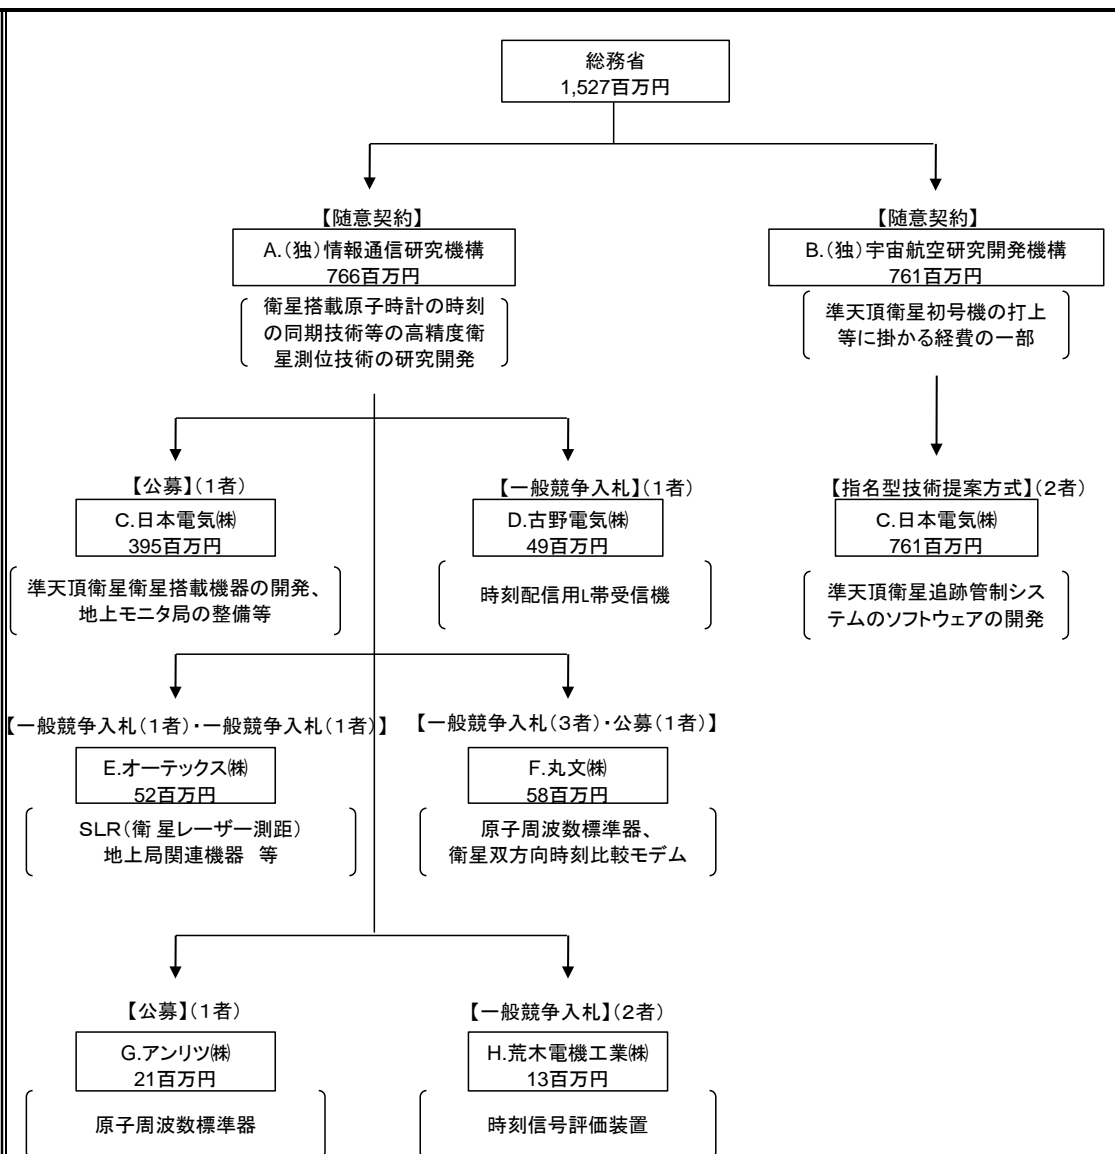 総務省
1,527百万円
【随意契約】
A.(独)情報通信研究機構
766百万円
衛星搭載原子時計の時刻
の同期技術等の高精度衛
星測位技術の研究開発
【随意契約】
B.(独)宇宙航空研究開発機構
761百万円
準天頂衛星初号機の打上
等に掛かる経費の一部
【公募】(1者)
C.日本電気㈱
395百万円
準天頂衛星衛星搭載機器の開発、
地上モニタ局の整備等
【一般競争入札】(1者)
D.古野電気㈱
49百万円
時刻配信用L帯受信機
【指名型技術提案方式】(2者)
C.日本電気㈱
761百万円
準天頂衛星追跡管制シス
テムのソフトウェアの開発
【一般競争入札(1者)・一般競争入札(1者)】
E.オーテックス㈱
52百万円
SLR(衛 星レーザー測距)
地上局関連機器 等
【一般競争入札(3者)・公募(1者)】
F.丸文㈱
58百万円
原子周波数標準器、
衛星双方向時刻比較モデム
【公募】(1者)
G.アンリツ㈱
21百万円
原子周波数標準器
【一般競争入札】(2者)
H.荒木電機工業㈱
13百万円
時刻信号評価装置